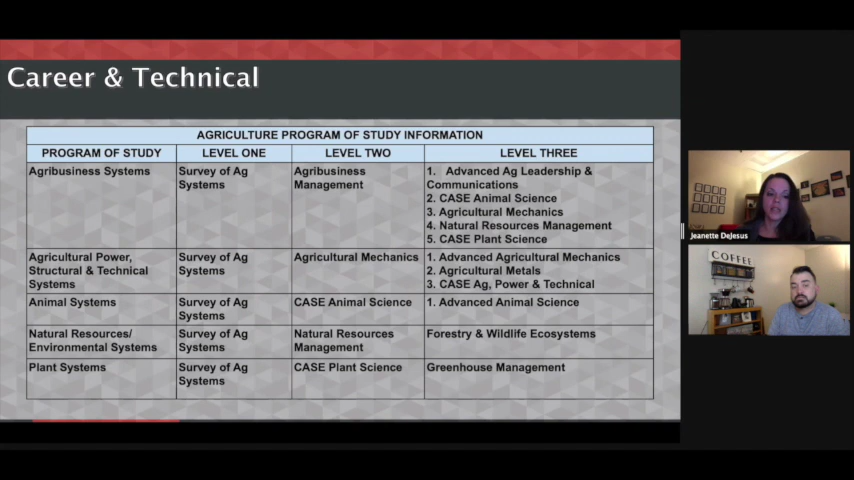 Career & Technical
AGRICULTURE PROGRAM OF STUDY INFORMATION
PROGRAM OF STUDY LEVEL ONE LEVEL TWO LEVEL THREE
Agribusiness Systems
Survey of Ag
Systems
Agribusiness
Management
1. Advanced Ag Leadership &
Communications
2. CASE Animal Science
3. Agricultural Mechanics
4. Natural Resources Management
5. CASE Plant Science
Agricultural Power,
Structural & Technical
Systems
Survey of Ag
Systems
Agricultural Mechanics
1. Advanced Agricultural Mechanics
2. Agricultural Metals
3. CASE Ag, Power & Technical
Animal Systems
Survey of Ag
Systems
CASE Animal Science
1. Advanced Animal Science
Natural Resources/
Environmental Systems
Survey of Ag
Systems
Natural Resources
Management
Forestry & Wildlife Ecosystems
Plant Systems
Survey of Ag
Systems
CASE Plant Science
Greenhouse Management
Jeanette DeJesus
COFFEE